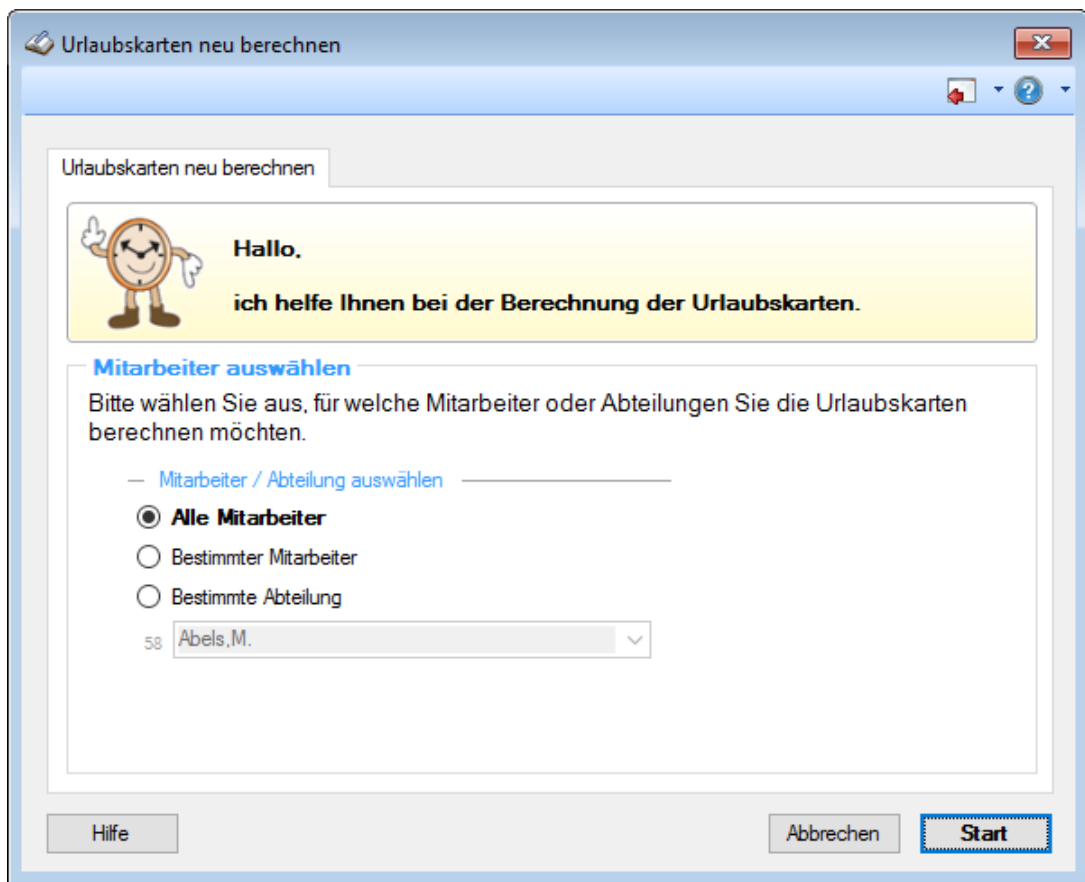 Urlaubskarten neu berechnen
Urlaubskarten neu berechnen
Hallo,
ich helfe Ihnen bei der Berechnung der Urlaubskarten.
Mitarbeiter auswählen
Bitte wählen Sie aus, für welche Mitarbeiter oder Abteilungen Sie die Urlaubskarten
berechnen möchten.
Mitarbeiter / Abteilung auswählen
Alle Mitarbeiter
Bestimmter Mitarbeiter
Bestimmte Abteilung
58 Abels,M.
Hilfe Abbrechen Start